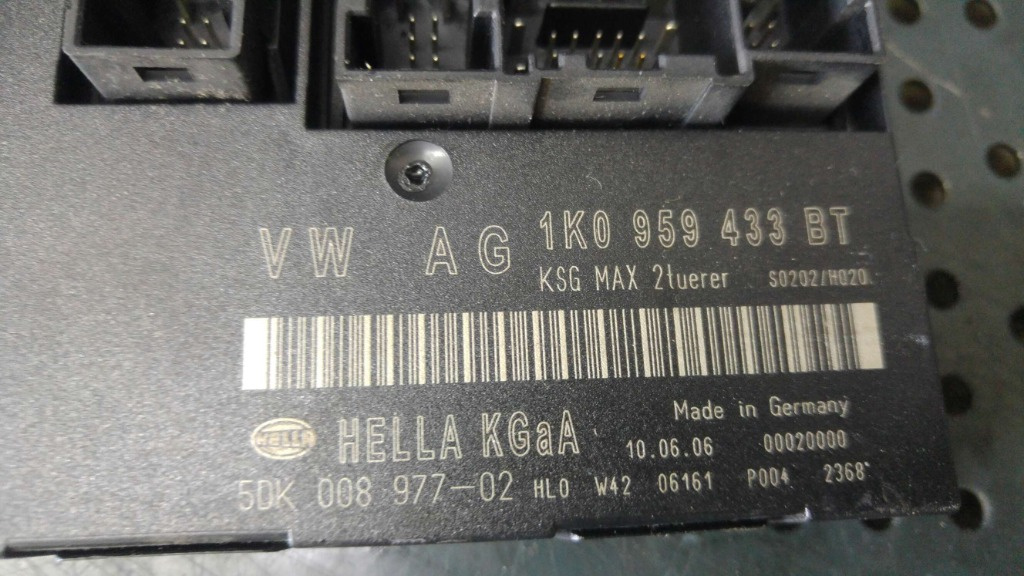 VW AG 1K0 959 433 BT
KSG MAX 2tuerer S0202/H020
Made in Germany
HELLA HELLA KGaA 10.06.06 00020000
5DK 008 977-02 HL0 W42 06161 P004 2368*